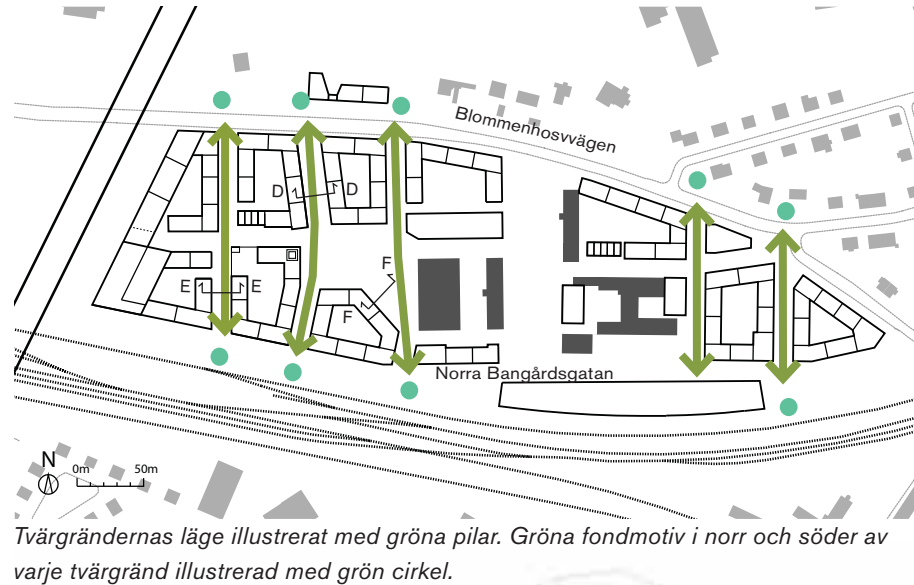 Blommenhosvvägen
D D
F
E E
F
Norra Bangårdsgatan
N
0m 50m
Tvärgrändernas läge illustrerat med gröna pilar. Gröna fondmotiv i norr och söder av
varje tvärgränd illustrerad med grön cirkel.